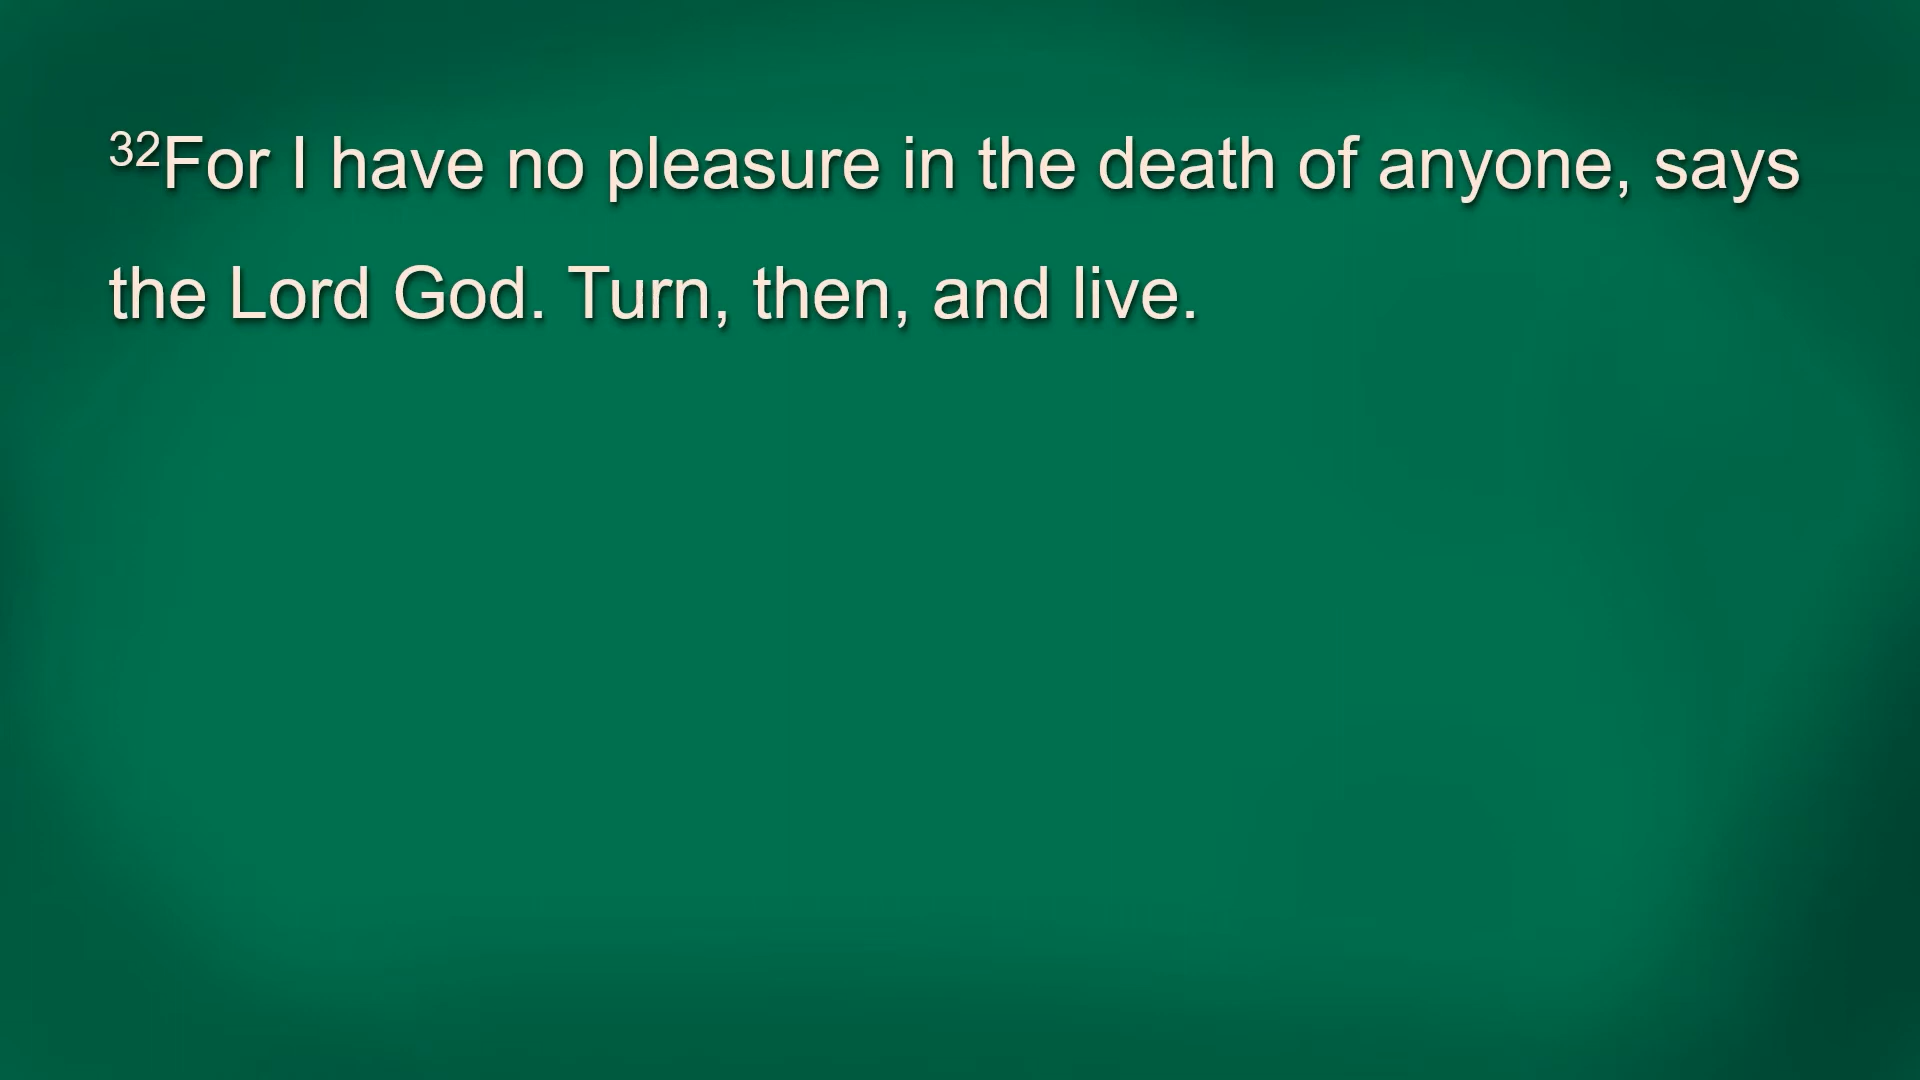 32For I have no pleasure in the death of anyone, says
the Lord God. Turn, then, and live.